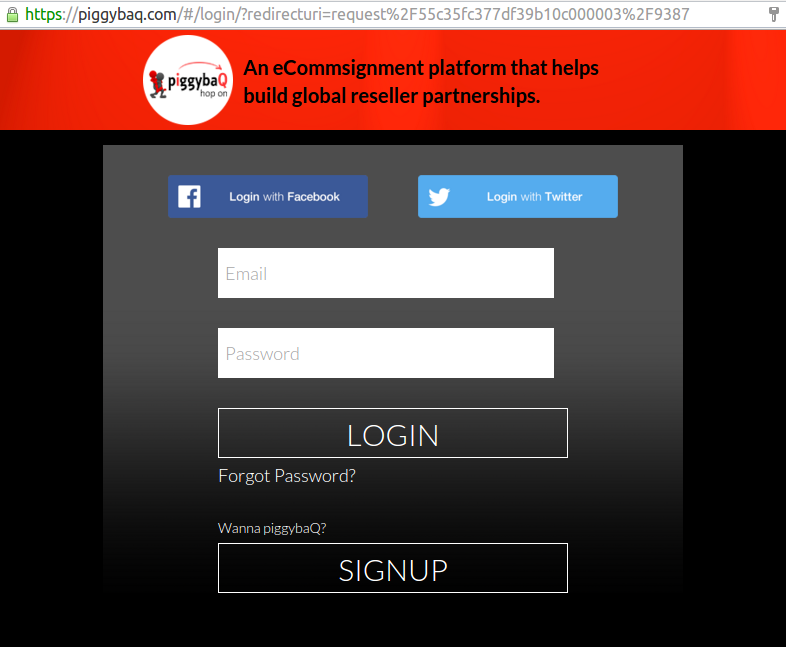 https://piggybaq.com/#/login/?redirecturi=request%2F55c35fc377df39b10c000003%2F9387
piggybaQ
hop on
An eCommsignment platform that helps
build global reseller partnerships.
Login with Facebook
Login with Twitter
Email
Password
LOGIN
Forgot Password?
Wanna piggybaQ?
SIGNUP